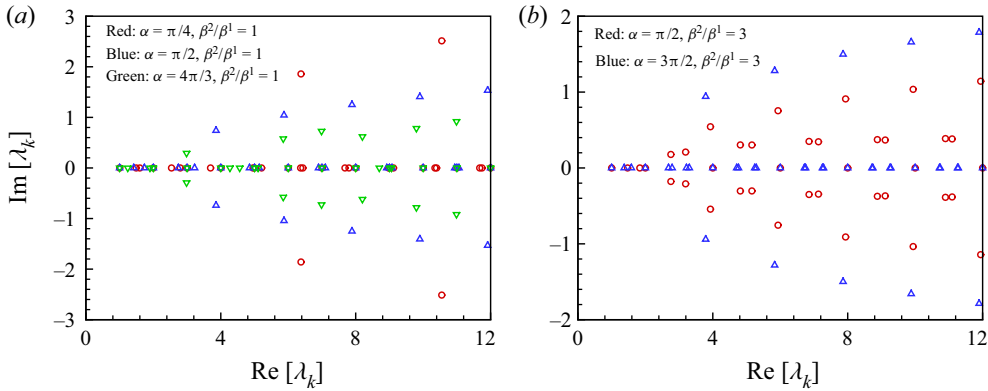 (a)
3
2
1
0
−1
−2
−3
Im [λk]
Red: α = π/4, β²/β¹ = 1
Blue: α = π/2, β²/β¹ = 1
Green: α = 4π/3, β²/β¹ = 1
0 4 8 12
Re [λk]
(b)
2
1
0
−1
−2
Red: α = π/2, β²/β¹ = 3
Blue: α = 3π/2, β²/β¹ = 3
0 4 8 12
Re [λk]